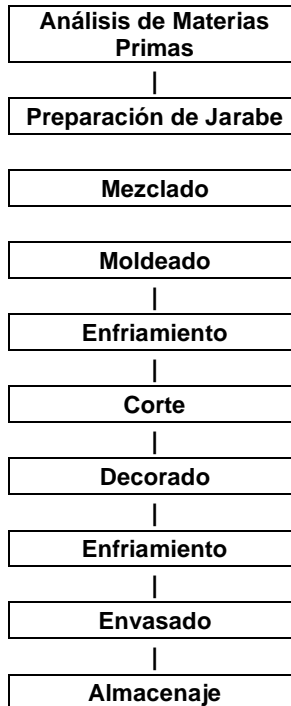 Análisis de Materias
Primas
Preparación de Jarabe
Mezclado
Moldeado
Enfriamiento
Corte
Decorado
Enfriamiento
Envasado
Almacenaje